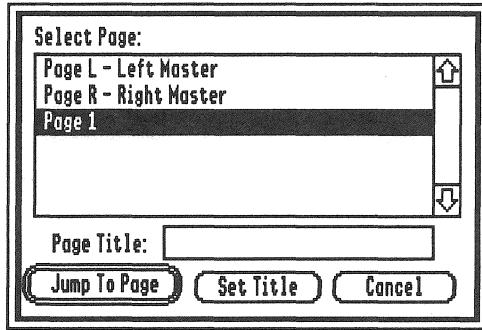 Select Page:
Page L - Left Master
Page R - Right Master
Page 1
Page Title:
Jump To Page Set Title Cancel